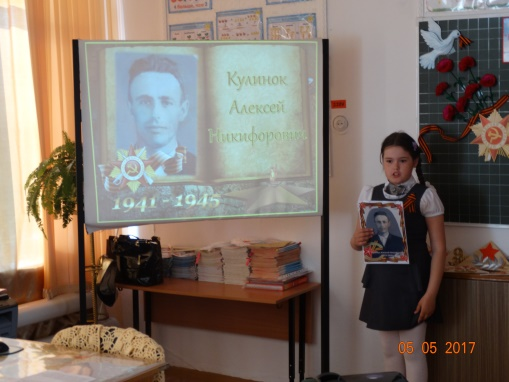 Кулинок
Алексей
Никифорович
1941 - 1945
05 05 2017